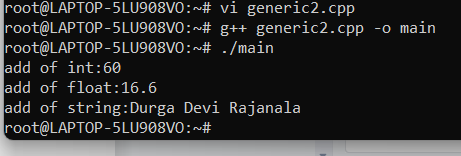 root@LAPTOP-5LU908VO:~# vi generic2.cpp
root@LAPTOP-5LU908VO:~# g++ generic2.cpp -o main
root@LAPTOP-5LU908VO:~# ./main
add of int:60
add of float:16.6
add of string:Durga Devi Rajanala
root@LAPTOP-5LU908VO:~#